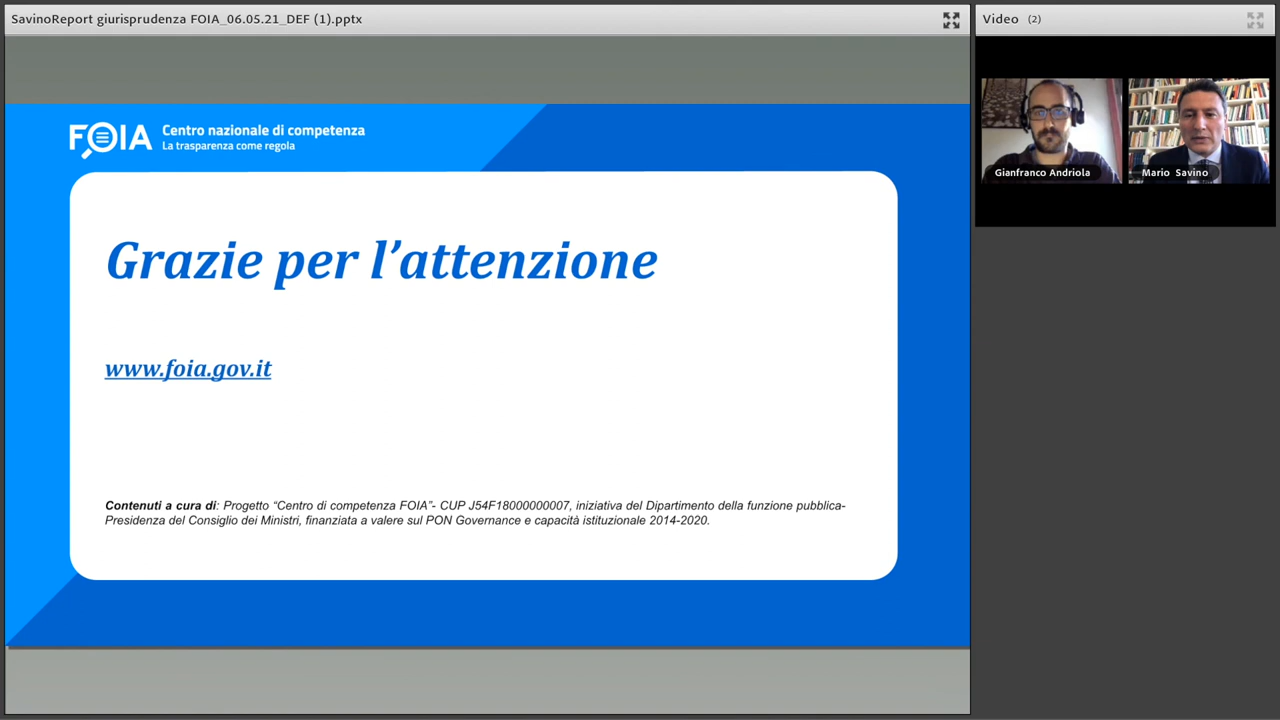 SavinoReport giurisprudenza FOIA_06.05.21_DEF (1).pptx
Video (2)
FOIA Centro nazionale di competenza
La trasparenza come regola
Gianfranco Andriola
Mario Savino
Grazie per l’attenzione
www.foia.gov.it
Contenuti a cura di: Progetto “Centro di competenza FOIA”- CUP J54F18000000007, iniziativa del Dipartimento della funzione pubblica-
Presidenza del Consiglio dei Ministri, finanziata a valere sul PON Governance e capacità istituzionale 2014-2020.